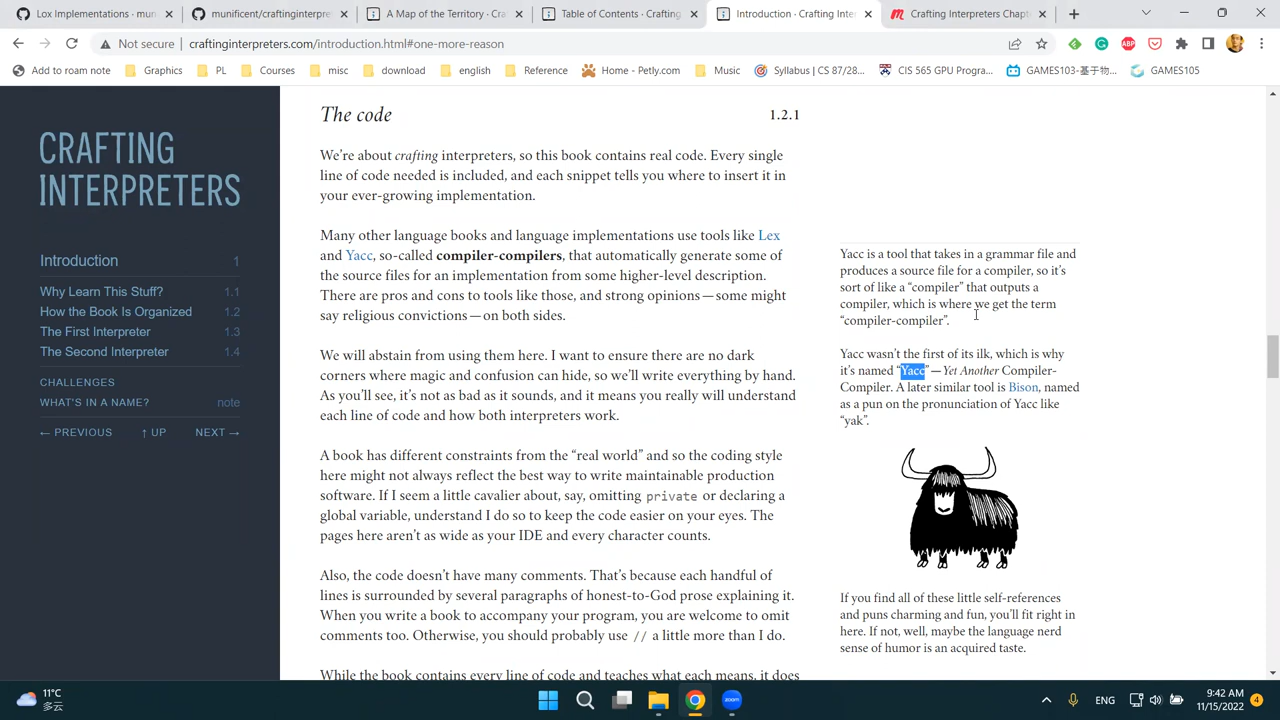 Lox Implementations · mun
munificent/craftinginterpre
A Map of the Territory · Cra
Table of Contents · Crafting
Introduction · Crafting Inte
Crafting Interpreters Chapt
Not secure | craftinginterpreters.com/introduction.html#one-more-reason
Add to roam note
Graphics
PL
Courses
misc
download
english
Reference
Home - Petly.com
Music
Syllabus | CS 87/28...
CIS 565 GPU Progra...
GAMES103-基于物...
GAMES105
CRAFTING
INTERPRETERS
Introduction 1
Why Learn This Stuff? 1.1
How the Book Is Organized 1.2
The First Interpreter 1.3
The Second Interpreter 1.4
CHALLENGES
WHAT'S IN A NAME? note
← PREVIOUS ↑ UP NEXT →
The code 1.2.1
We're about crafting interpreters, so this book contains real code. Every single
line of code needed is included, and each snippet tells you where to insert it in
your ever-growing implementation.
Many other language books and language implementations use tools like Lex
and Yacc, so-called compiler-compilers, that automatically generate some of
the source files for an implementation from some higher-level description.
There are pros and cons to tools like those, and strong opinions—some might
say religious convictions—on both sides.
We will abstain from using them here. I want to ensure there are no dark
corners where magic and confusion can hide, so we'll write everything by hand.
As you'll see, it's not as bad as it sounds, and it means you really will understand
each line of code and how both interpreters work.
A book has different constraints from the “real world” and so the coding style
here might not always reflect the best way to write maintainable production
software. If I seem a little cavalier about, say, omitting private or declaring a
global variable, understand I do so to keep the code easier on your eyes. The
pages here aren't as wide as your IDE and every character counts.
Also, the code doesn't have many comments. That's because each handful of
lines is surrounded by several paragraphs of honest-to-God prose explaining it.
When you write a book to accompany your program, you are welcome to omit
comments too. Otherwise, you should probably use // a little more than I do.
While the book contains every line of code and teaches what each means, it does
Yacc is a tool that takes in a grammar file and
produces a source file for a compiler, so it's
sort of like a “compiler” that outputs a
compiler, which is where we get the term
“compiler-compiler”.
Yacc wasn't the first of its ilk, which is why
it's named “Yacc”—Yet Another Compiler-
Compiler. A later similar tool is Bison, named
as a pun on the pronunciation of Yacc like
“yak”.
If you find all of these little self-references
and puns charming and fun, you'll fit right in
here. If not, well, maybe the language nerd
sense of humor is an acquired taste.
11°C
多云
zoom
ENG
9:42 AM
11/15/2022
4